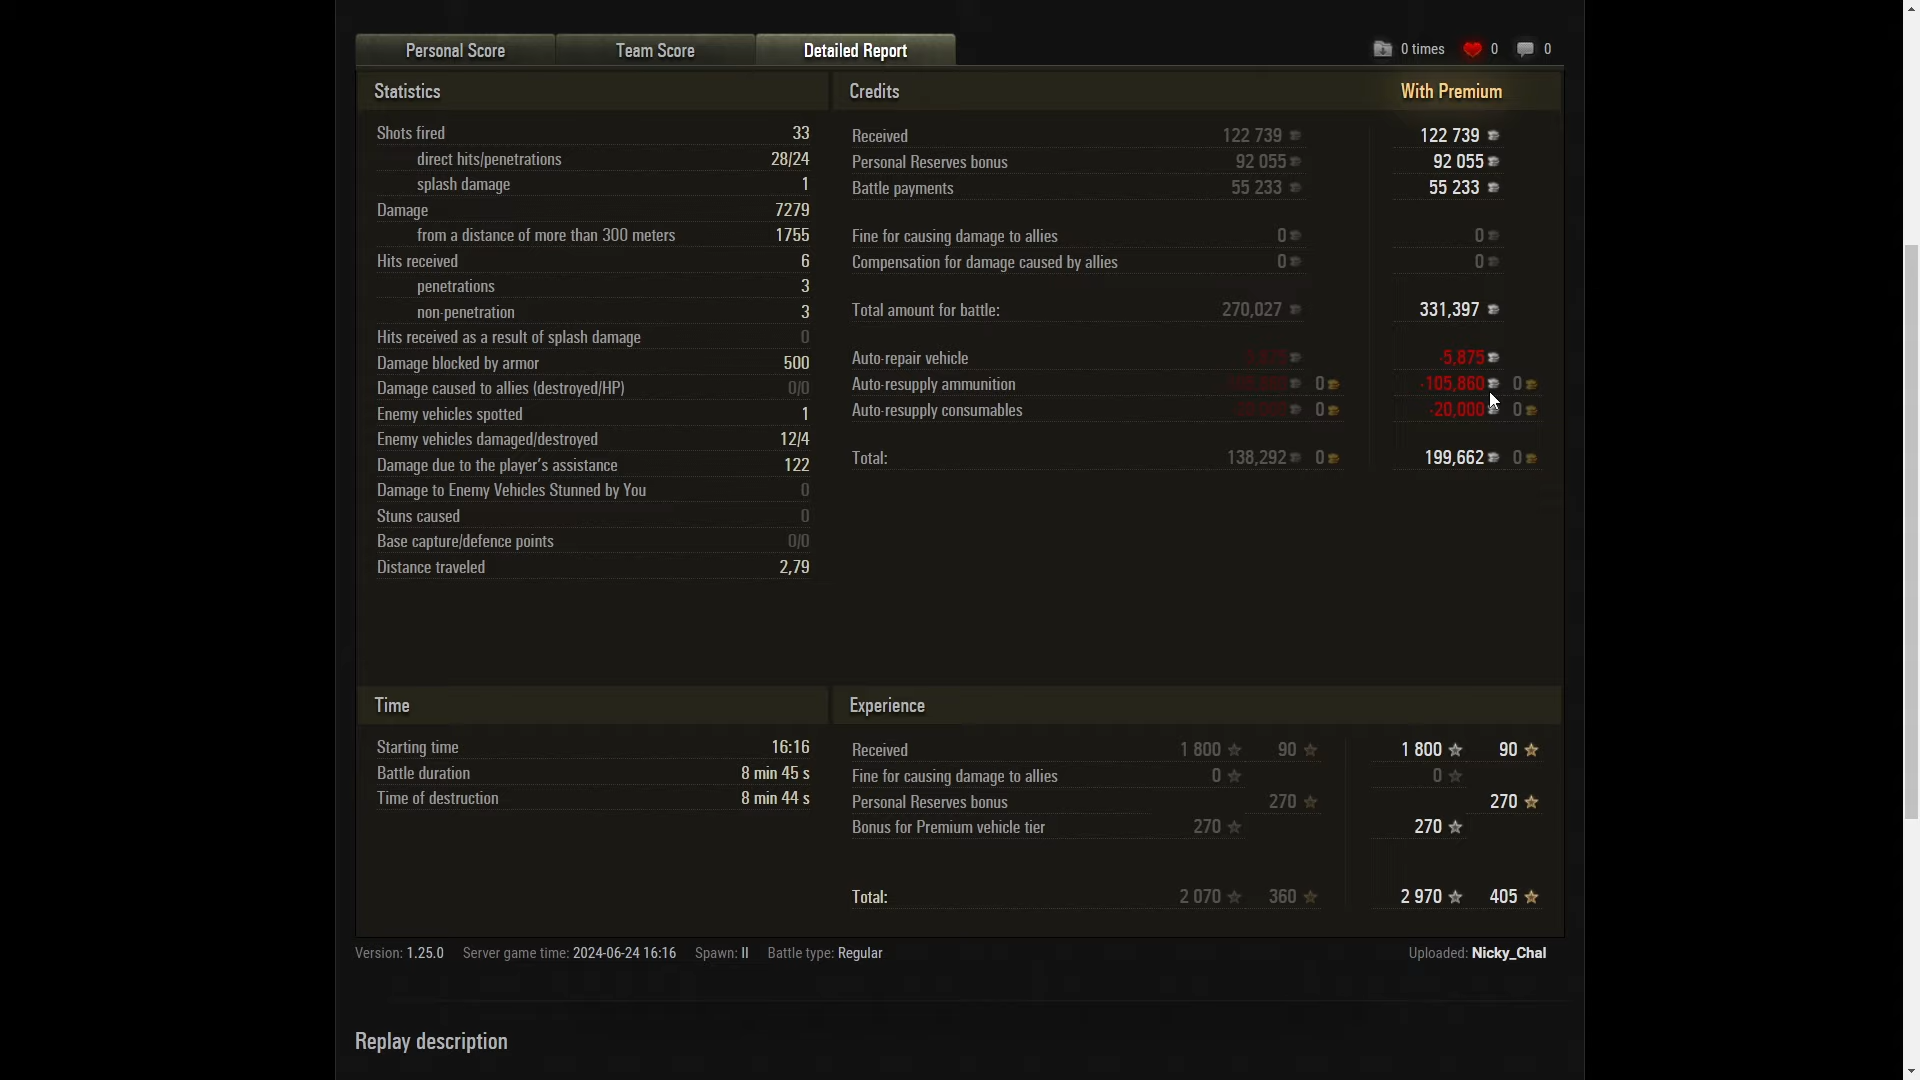 Personal Score Team Score Detailed Report 0 times 0 0
Statistics
Shots fired 33
direct hits/penetrations 28/24
splash damage 1
Damage 7279
from a distance of more than 300 meters 1755
Hits received 6
penetrations 3
non-penetration 3
Hits received as a result of splash damage 0
Damage blocked by armor 500
Damage caused to allies (destroyed/HP) 0/0
Enemy vehicles spotted 1
Enemy vehicles damaged/destroyed 12/4
Damage due to the player's assistance 122
Damage to Enemy Vehicles Stunned by You 0
Stuns caused 0
Base capture/defence points 0/0
Distance traveled 2,79
Credits With Premium
Received 122 739 122 739
Personal Reserves bonus 92 055 92 055
Battle payments 55 233 55 233
Fine for causing damage to allies 0 0
Compensation for damage caused by allies 0 0
Total amount for battle: 270,027 331,397
Auto-repair vehicle -5,875
Auto-resupply ammunition 0 -105,860 0
Auto-resupply consumables 0 -20,000 0
Total: 138,292 0 199,662 0
Time
Starting time 16:16
Battle duration 8 min 45 s
Time of destruction 8 min 44 s
Experience
Received 1 800 90 1 800 90
Fine for causing damage to allies 0 0
Personal Reserves bonus 270 270
Bonus for Premium vehicle tier 270 270
Total: 2 070 360 2 970 405
Version: 1.25.0 Server game time: 2024-06-24 16:16 Spawn: II Battle type: Regular Uploaded: Nicky_Chal
Replay description